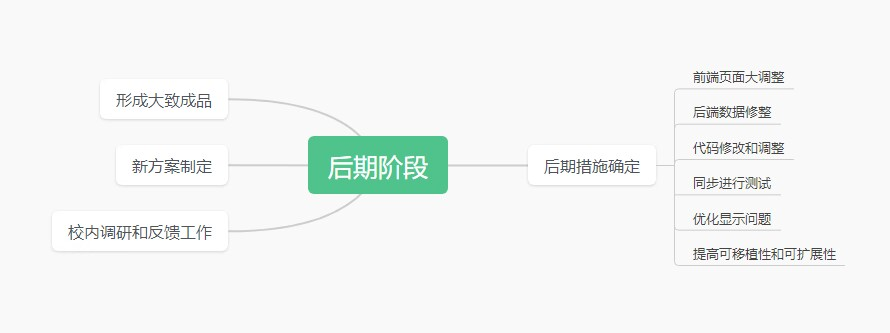 形成大致成品
新方案制定
校内调研和反馈工作
后期阶段
后期措施确定
前端页面大调整
后端数据修整
代码修改和调整
同步进行测试
优化显示问题
提高可移植性和可扩展性